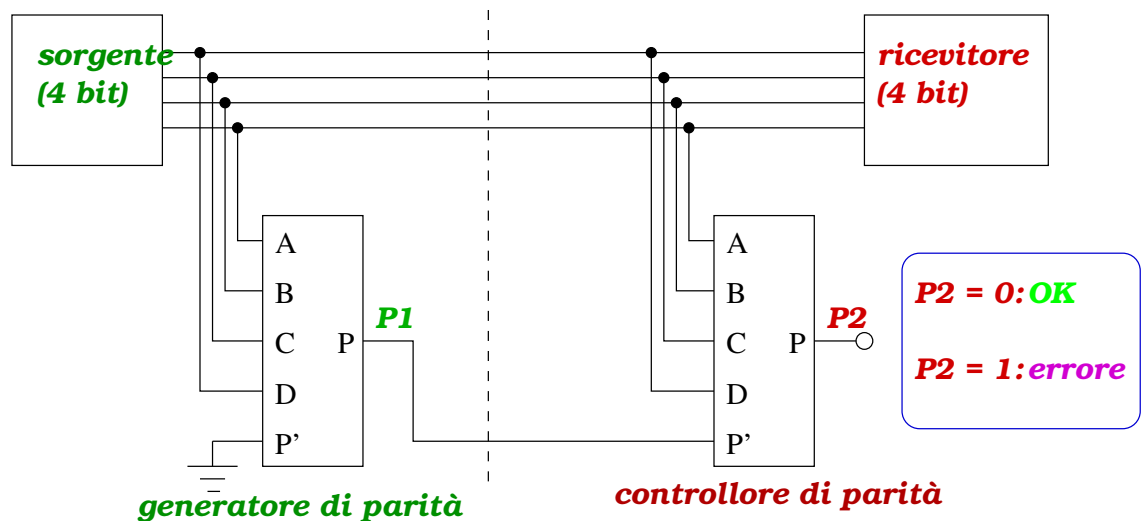 sorgente
(4 bit)
ricevitore
(4 bit)
A
B
C
D
P'
P
P1
A
B
C
D
P'
P
P2
P2 = 0: OK
P2 = 1: errore
generatore di parità
controllore di parità